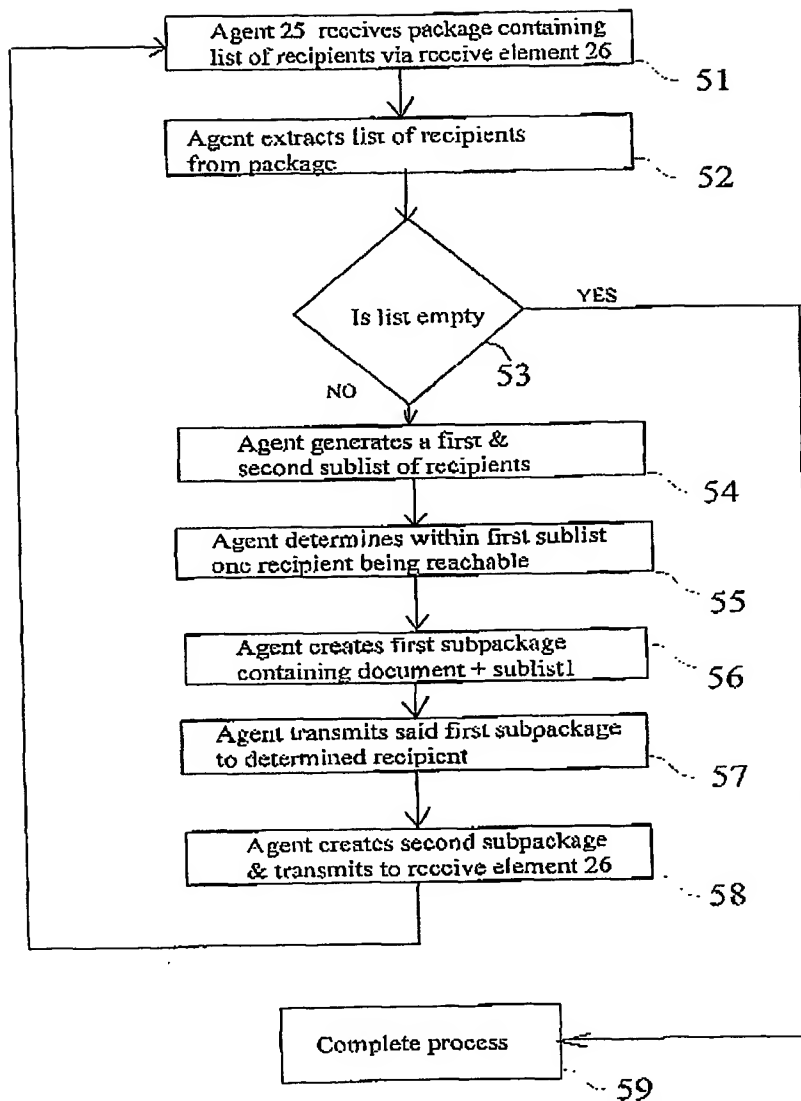 Agent 25 receives package containing
list of recipients via receive element 26
51
Agent extracts list of recipients
from package
52
Is list empty
YES
53
NO
Agent generates a first &
second sublist of recipients
54
Agent determines within first sublist
one recipient being reachable
55
Agent creates first subpackage
containing document + sublist1
56
Agent transmits said first subpackage
to determined recipient
57
Agent creates second subpackage
& transmits to receive element 26
58
Complete process
59